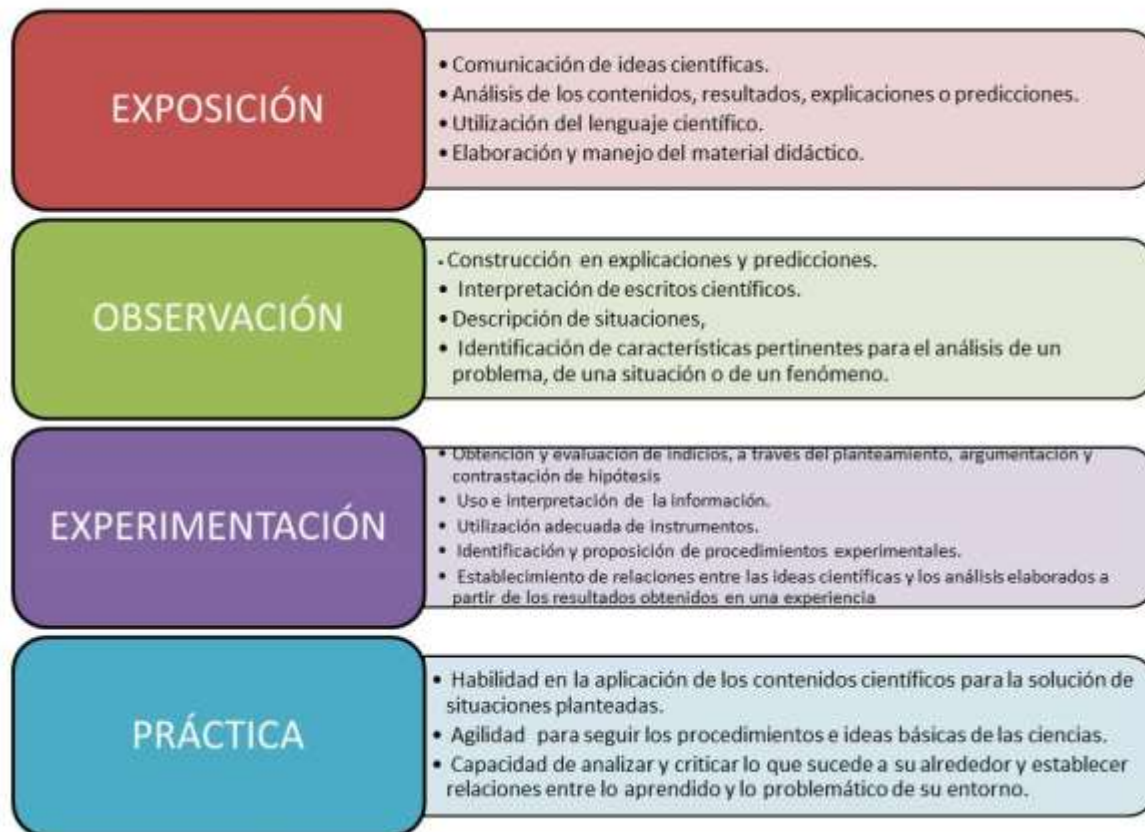 EXPOSICIÓN
• Comunicación de ideas científicas.
• Análisis de los contenidos, resultados, explicaciones o predicciones.
• Utilización del lenguaje científico.
• Elaboración y manejo del material didáctico.
OBSERVACIÓN
• Construcción en explicaciones y predicciones.
• Interpretación de escritos científicos.
• Descripción de situaciones,
• Identificación de características pertinentes para el análisis de un
problema, de una situación o de un fenómeno.
EXPERIMENTACIÓN
• Obtención y evaluación de indicios, a través del planteamiento, argumentación y
contrastación de hipótesis
• Uso e interpretación de la información.
• Utilización adecuada de instrumentos.
• Identificación y proposición de procedimientos experimentales.
• Establecimiento de relaciones entre las ideas científicas y los análisis elaborados a
partir de los resultados obtenidos en una experiencia
PRÁCTICA
• Habilidad en la aplicación de los contenidos científicos para la solución de
situaciones planteadas.
• Agilidad para seguir los procedimientos e ideas básicas de las ciencias.
• Capacidad de analizar y criticar lo que sucede a su alrededor y establecer
relaciones entre lo aprendido y lo problemático de su entorno.